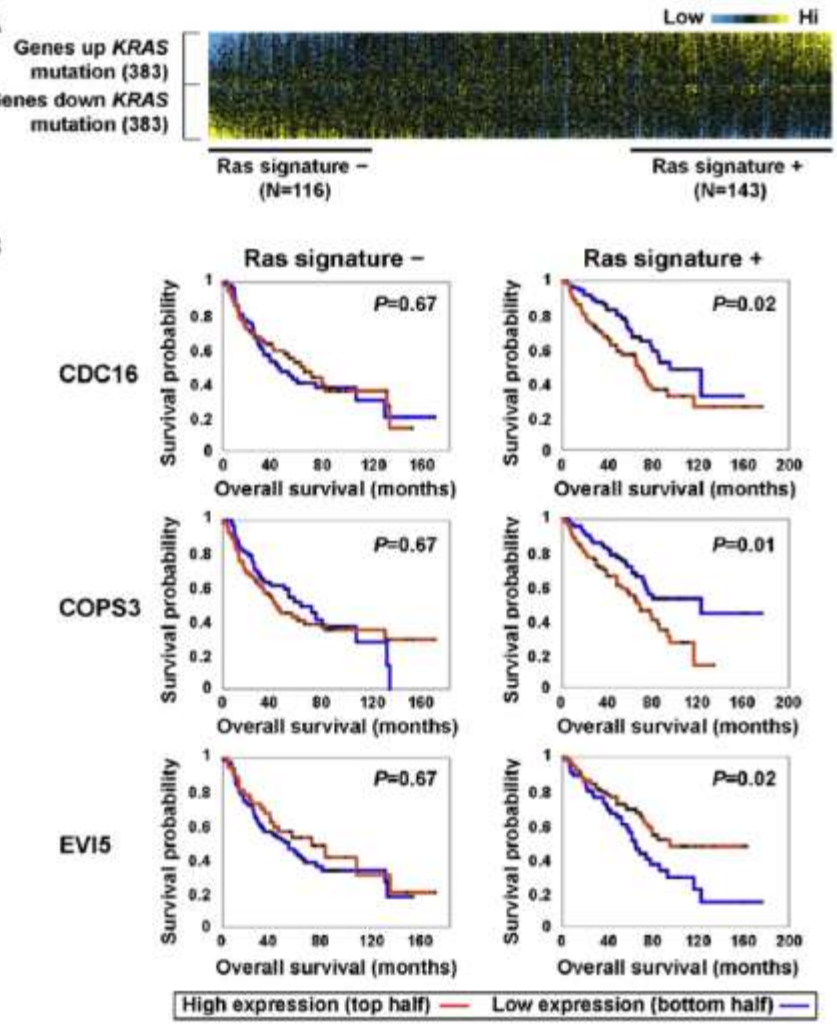 Low Hi
Genes up KRAS
mutation (383)
enes down KRAS
mutation (383)
Ras signature –
(N=116)
Ras signature +
(N=143)
Ras signature –
Ras signature +
CDC16
Survival probability
1
0.8
0.6
0.4
0.2
0
P=0.67
0 40 80 120 160
Overall survival (months)
Survival probability
1
0.8
0.6
0.4
0.2
0
P=0.02
0 40 80 120 160 200
Overall survival (months)
COPS3
Survival probability
1
0.8
0.6
0.4
0.2
0
P=0.67
0 40 80 120 160
Overall survival (months)
Survival probability
1
0.8
0.6
0.4
0.2
0
P=0.01
0 40 80 120 160 200
Overall survival (months)
EVI5
Survival probability
1
0.8
0.6
0.4
0.2
0
P=0.67
0 40 80 120 160
Overall survival (months)
Survival probability
1
0.8
0.6
0.4
0.2
0
P=0.02
0 40 80 120 160 200
Overall survival (months)
High expression (top half) Low expression (bottom half)